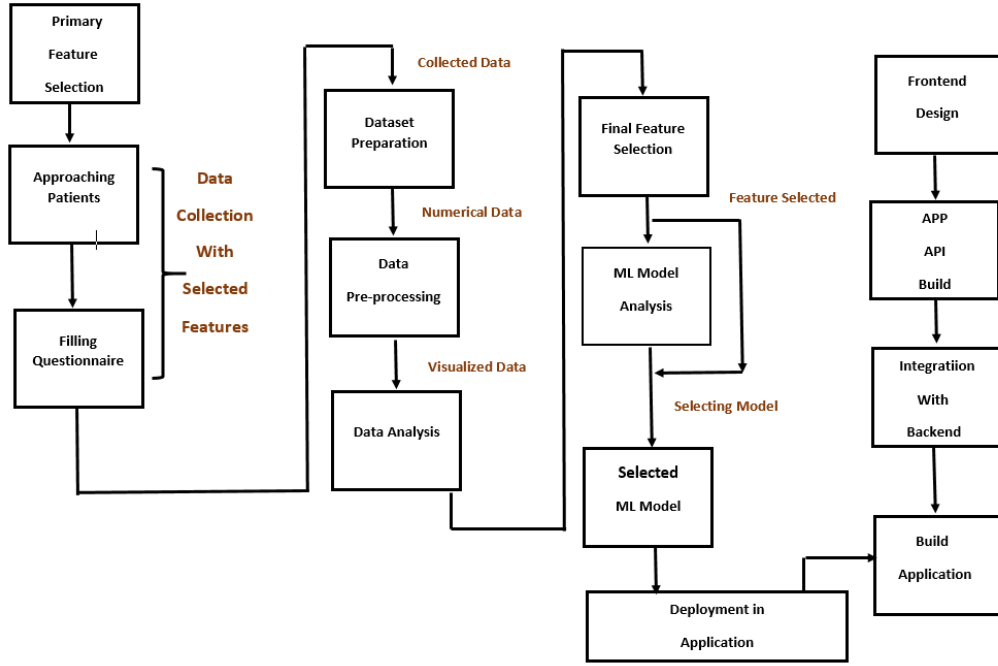 Primary
Feature
Selection
Approaching
Patients
Filling
Questionnaire
Data
Collection
With
Selected
Features
Collected Data
Dataset
Preparation
Numerical Data
Data
Pre-processing
Visualized Data
Data Analysis
Final Feature
Selection
Feature Selected
ML Model
Analysis
Selecting Model
Selected
ML Model
Deployment in
Application
Frontend
Design
APP
API
Build
Integratiion
With
Backend
Build
Application